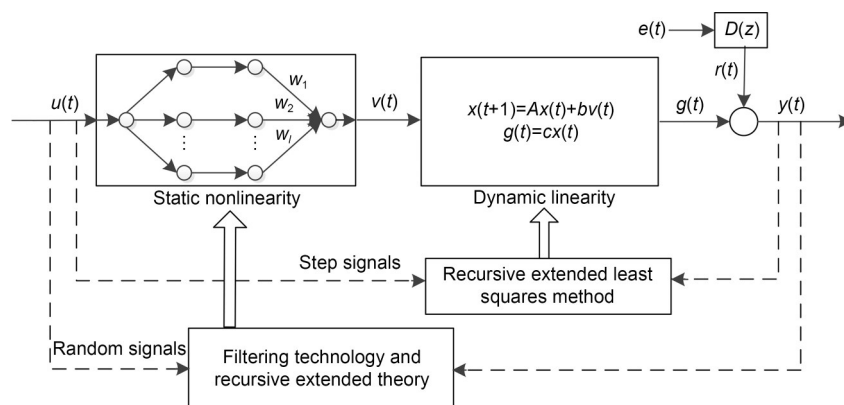 e(t)
D(z)
r(t)
u(t)
w1
w2
⋮
⋮
wl
v(t)
x(t+1)=Ax(t)+bv(t)
g(t)=cx(t)
g(t)
y(t)
Static nonlinearity
Dynamic linearity
Step signals
Recursive extended least
squares method
Random signals
Filtering technology and
recursive extended theory